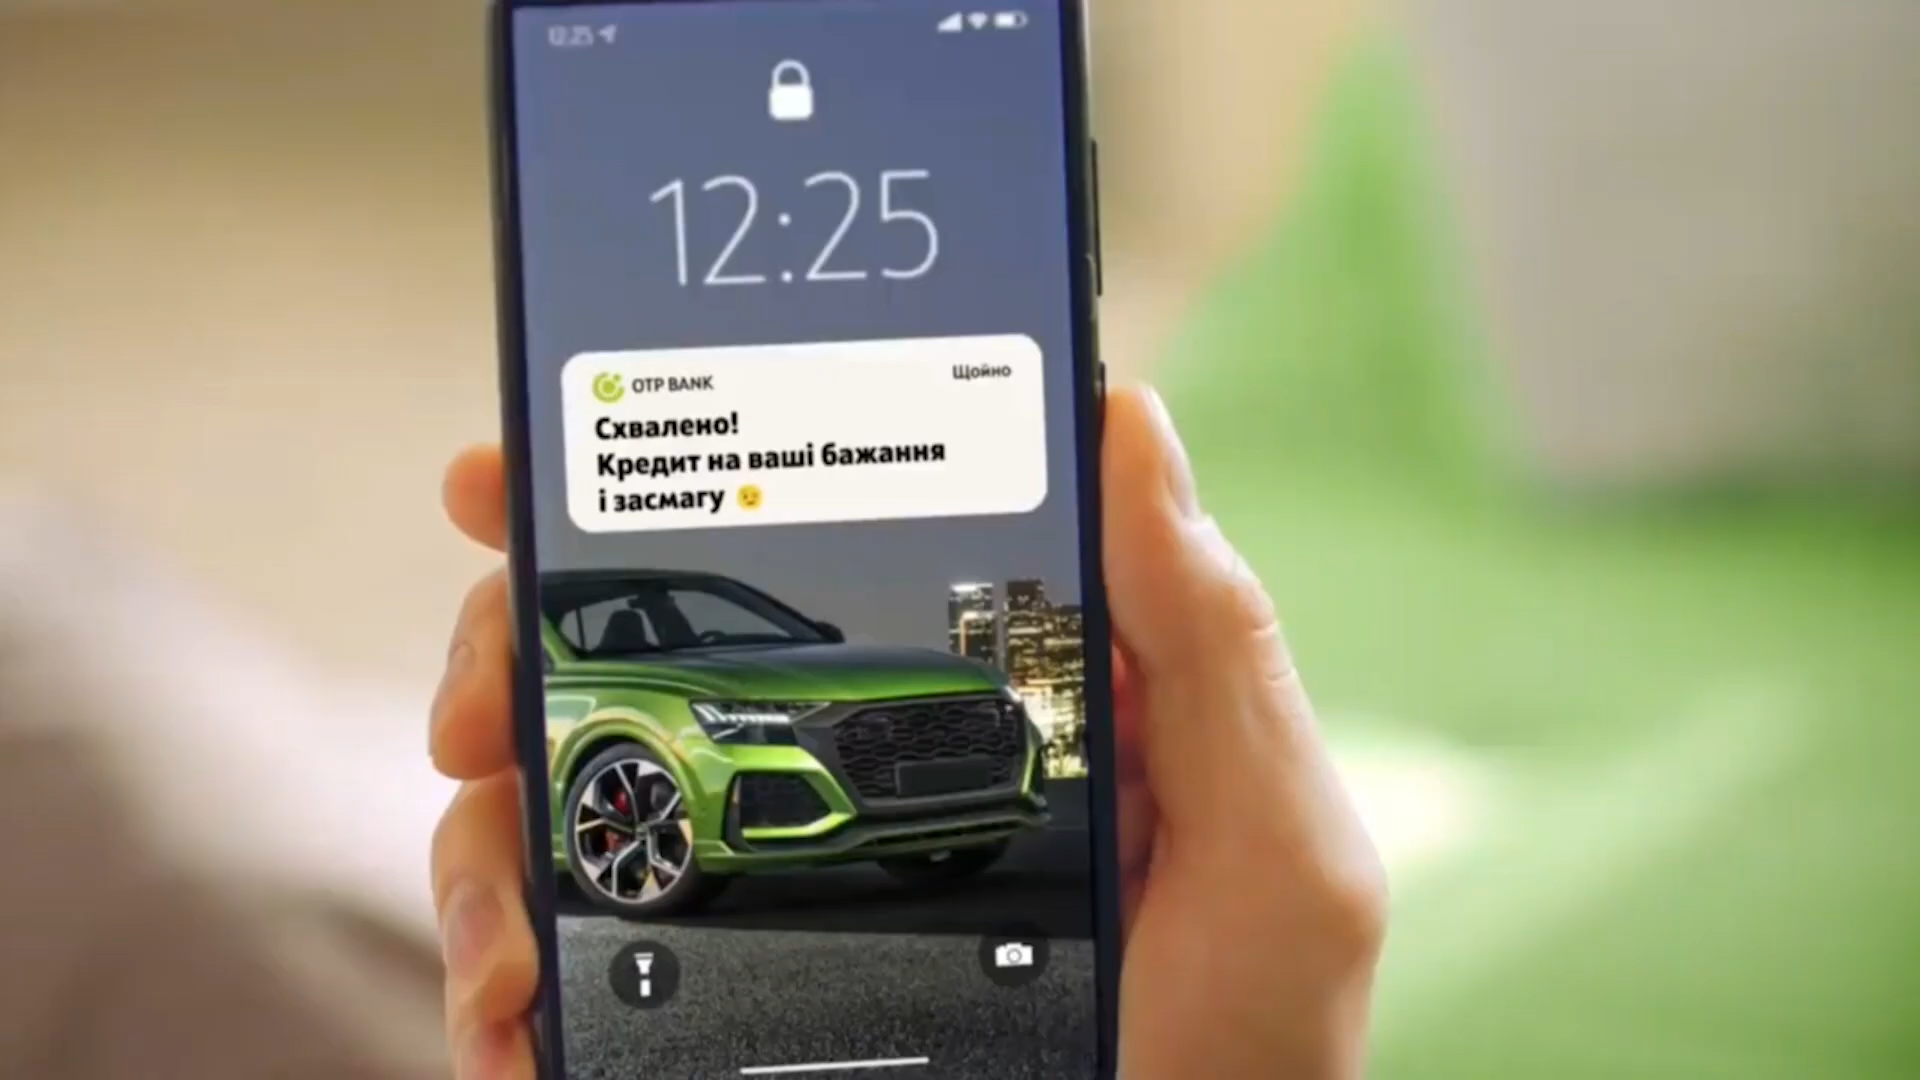 12:25
12:25
OTP BANK
Щойно
Схвалено!
Кредит на ваші бажання
і засмагу 😉